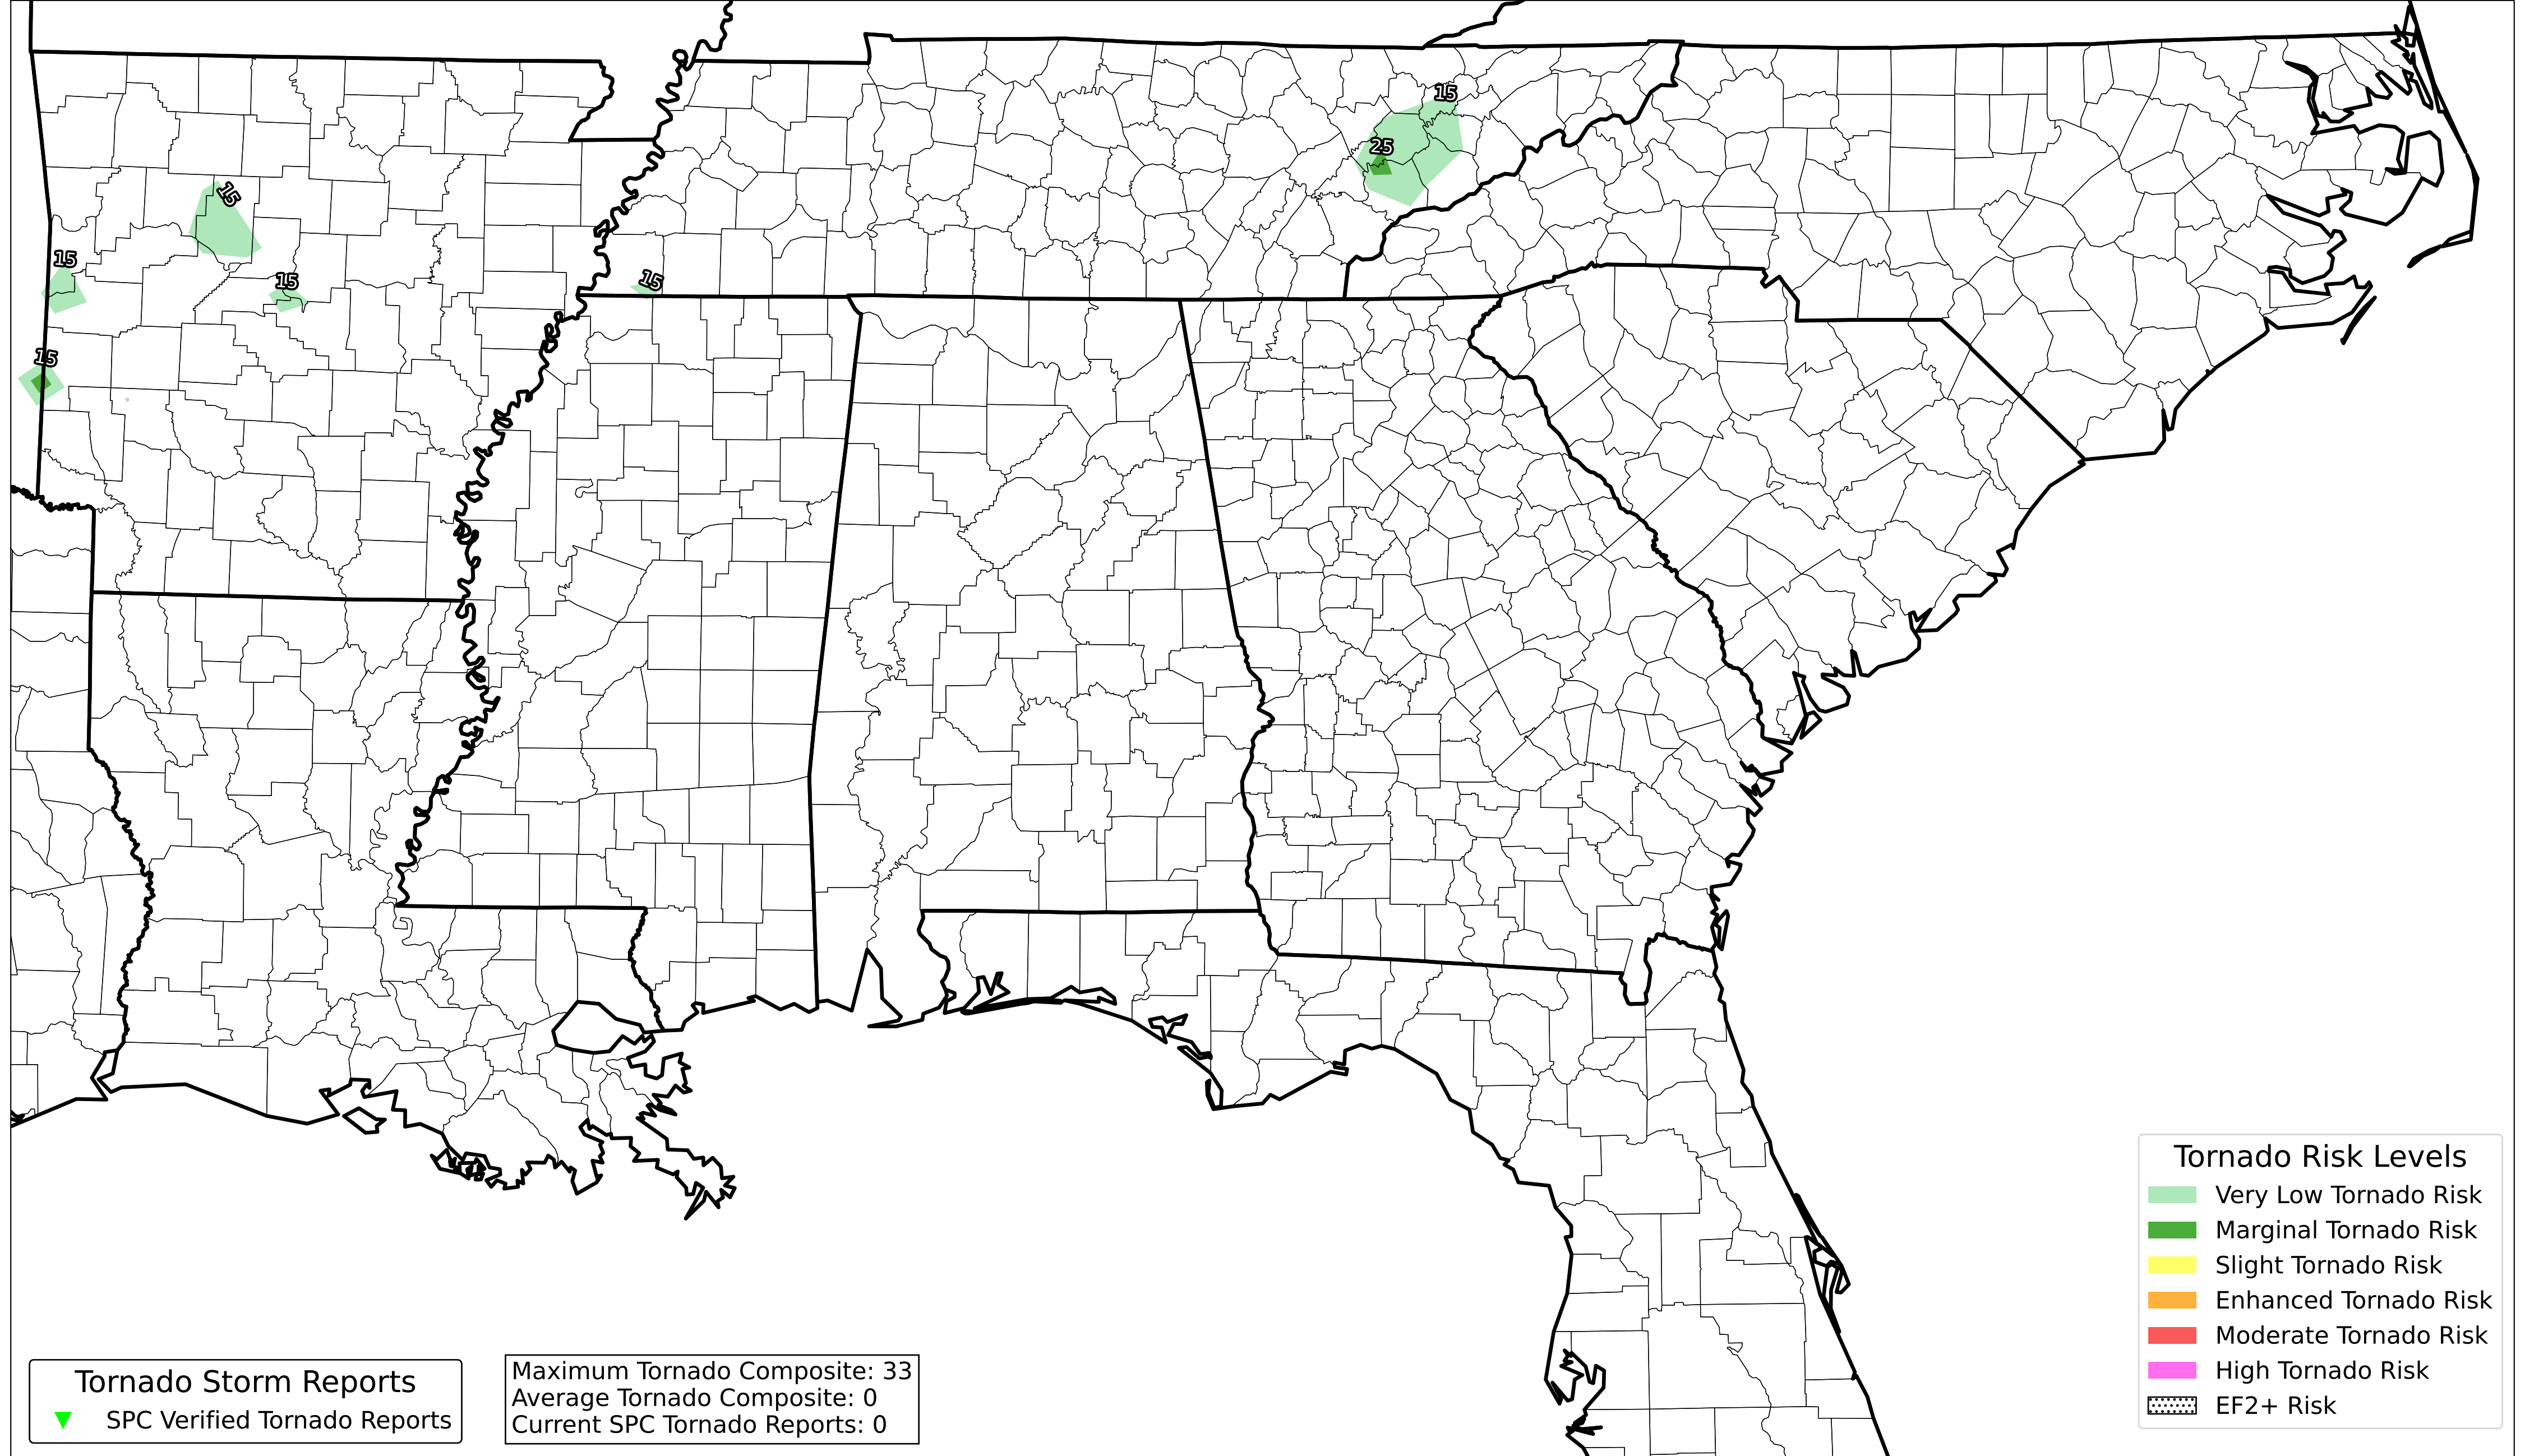 15
25
15
15
15
15
15
Tornado Risk Levels
Very Low Tornado Risk
Marginal Tornado Risk
Slight Tornado Risk
Enhanced Tornado Risk
Moderate Tornado Risk
High Tornado Risk
EF2+ Risk
Tornado Storm Reports
SPC Verified Tornado Reports
Maximum Tornado Composite: 33
Average Tornado Composite: 0
Current SPC Tornado Reports: 0